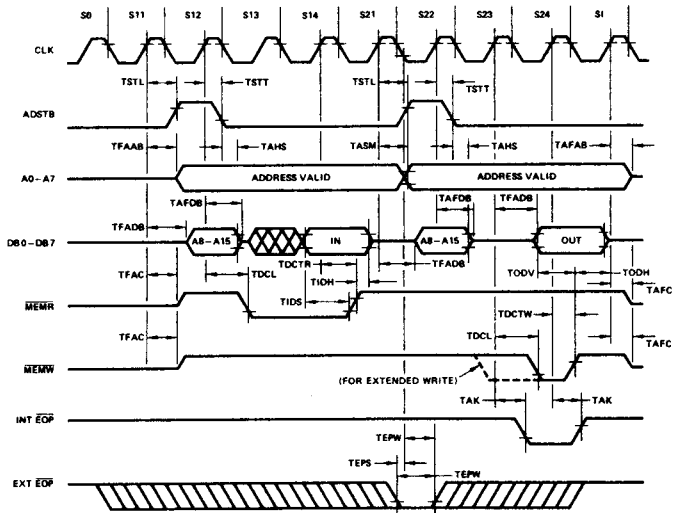 S0 S11 S12 S13 S14 S21 S22 S23 S24 SI
CLK
TSTL TSTT TSTL TSTT
ADSTB
TFAAB TAHS TASM TAHS TAFAB
A0–A7 ADDRESS VALID ADDRESS VALID
TAFDB TAFDB TFADB
TFADB
DB0–DB7 A8–A15 IN A8–A15 OUT
TFAC TDCL TDCTR TFADB TODV TODH
TIDH
MEMR TIDS TAFC
TDCTW
TFAC TDCL TAFC
MEMW
(FOR EXTENDED WRITE)
TAK TAK
INT EOP
TEPW
TEPS TEPW
EXT EOP